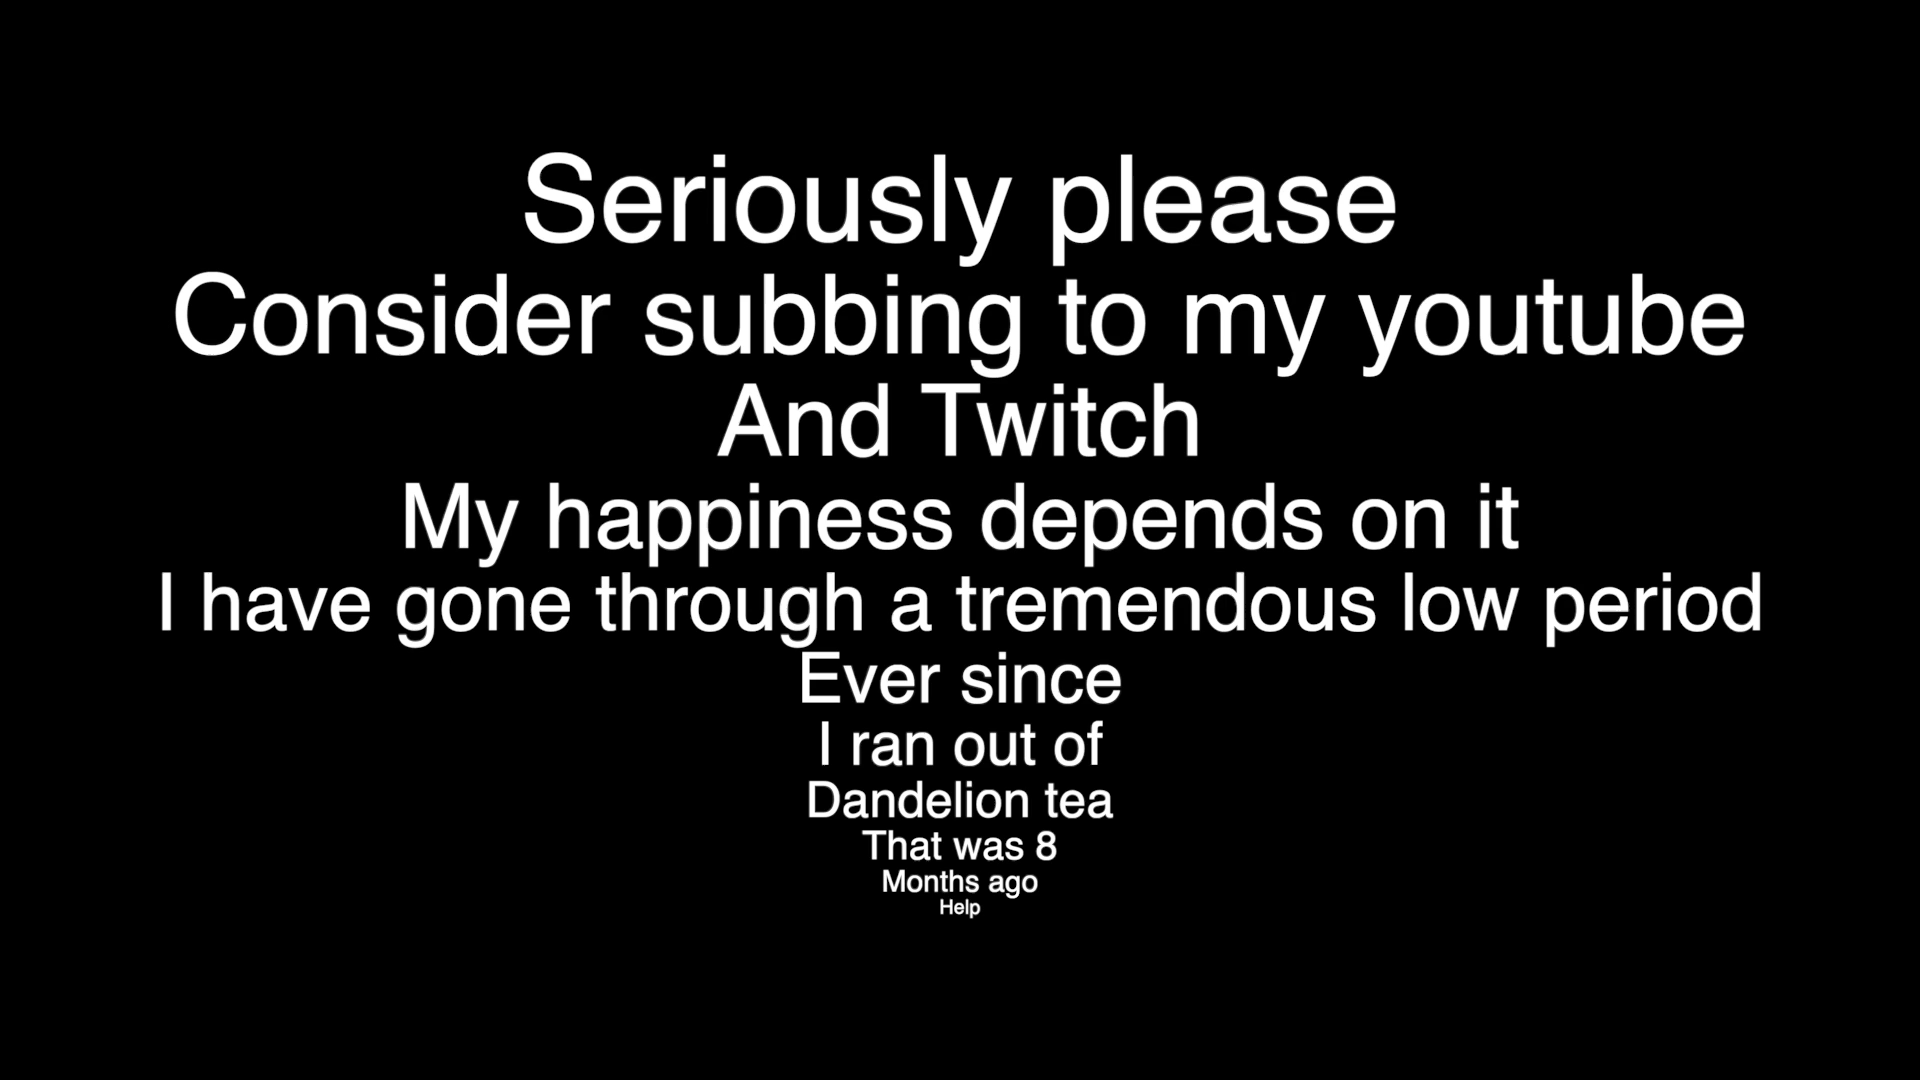 Seriously please
Consider subbing to my youtube
And Twitch
My happiness depends on it
I have gone through a tremendous low period
Ever since
I ran out of
Dandelion tea
That was 8
Months ago
Help